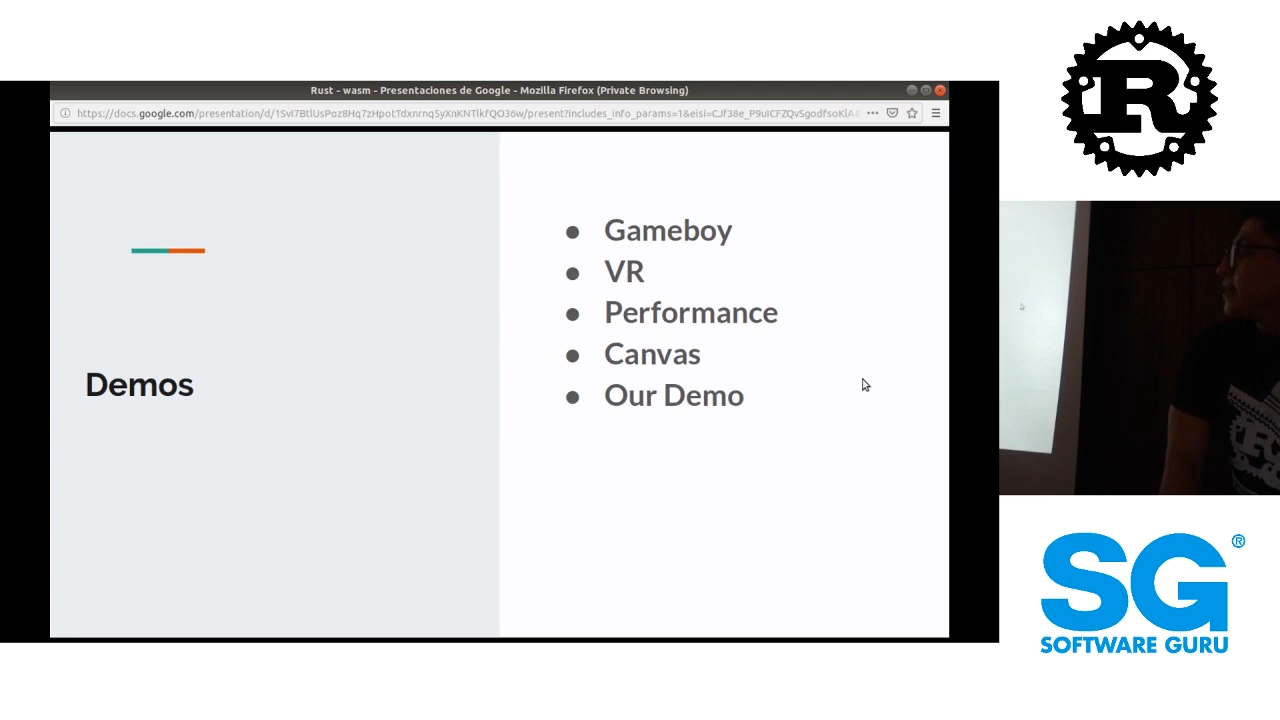 Rust - wasm - Presentaciones de Google - Mozilla Firefox (Private Browsing)
Demos
Gameboy
VR
Performance
Canvas
Our Demo
R
SG®
SOFTWARE GURU